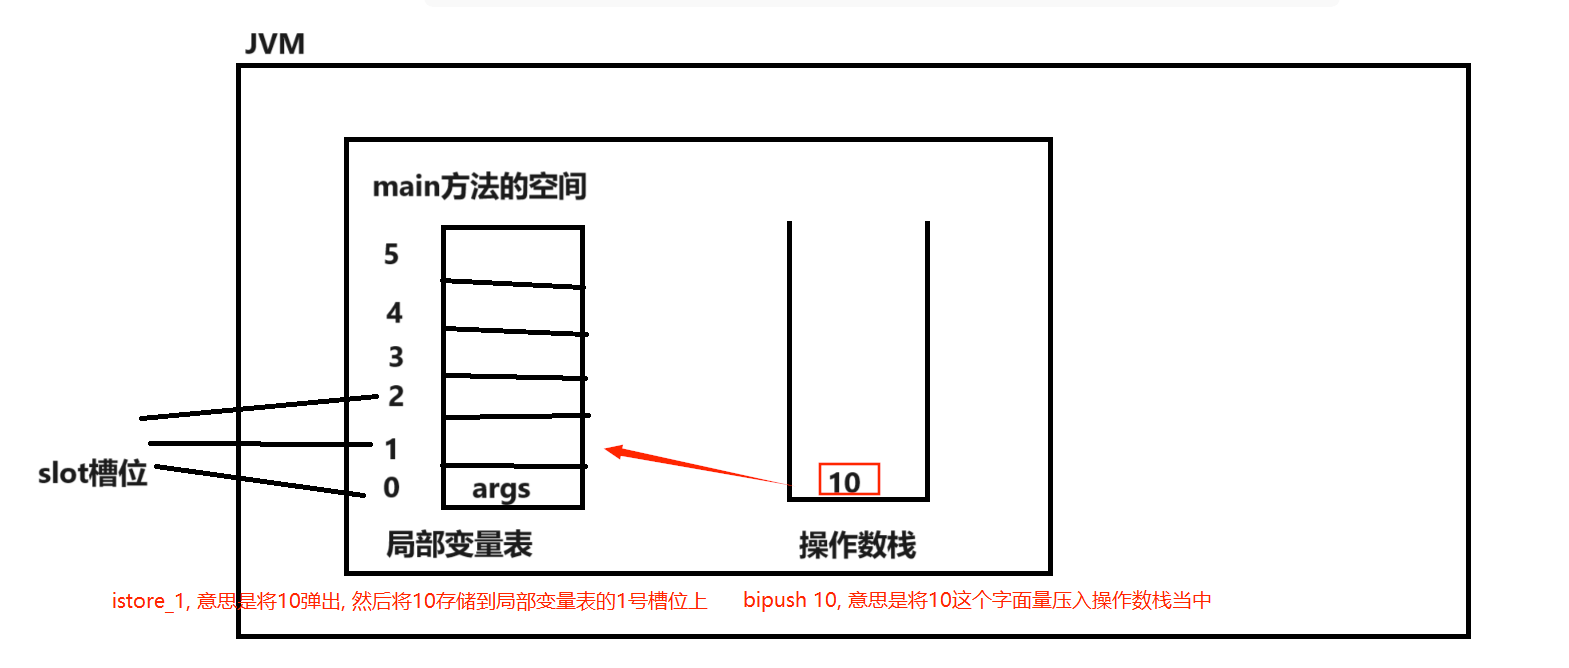 JVM
main方法的空间
5
4
3
2
1
slot槽位
0
args
10
局部变量表
操作数栈
istore_1, 意思是将10弹出, 然后将10存储到局部变量表的1号槽位上
bipush 10, 意思是将10这个字面量压入操作数栈当中